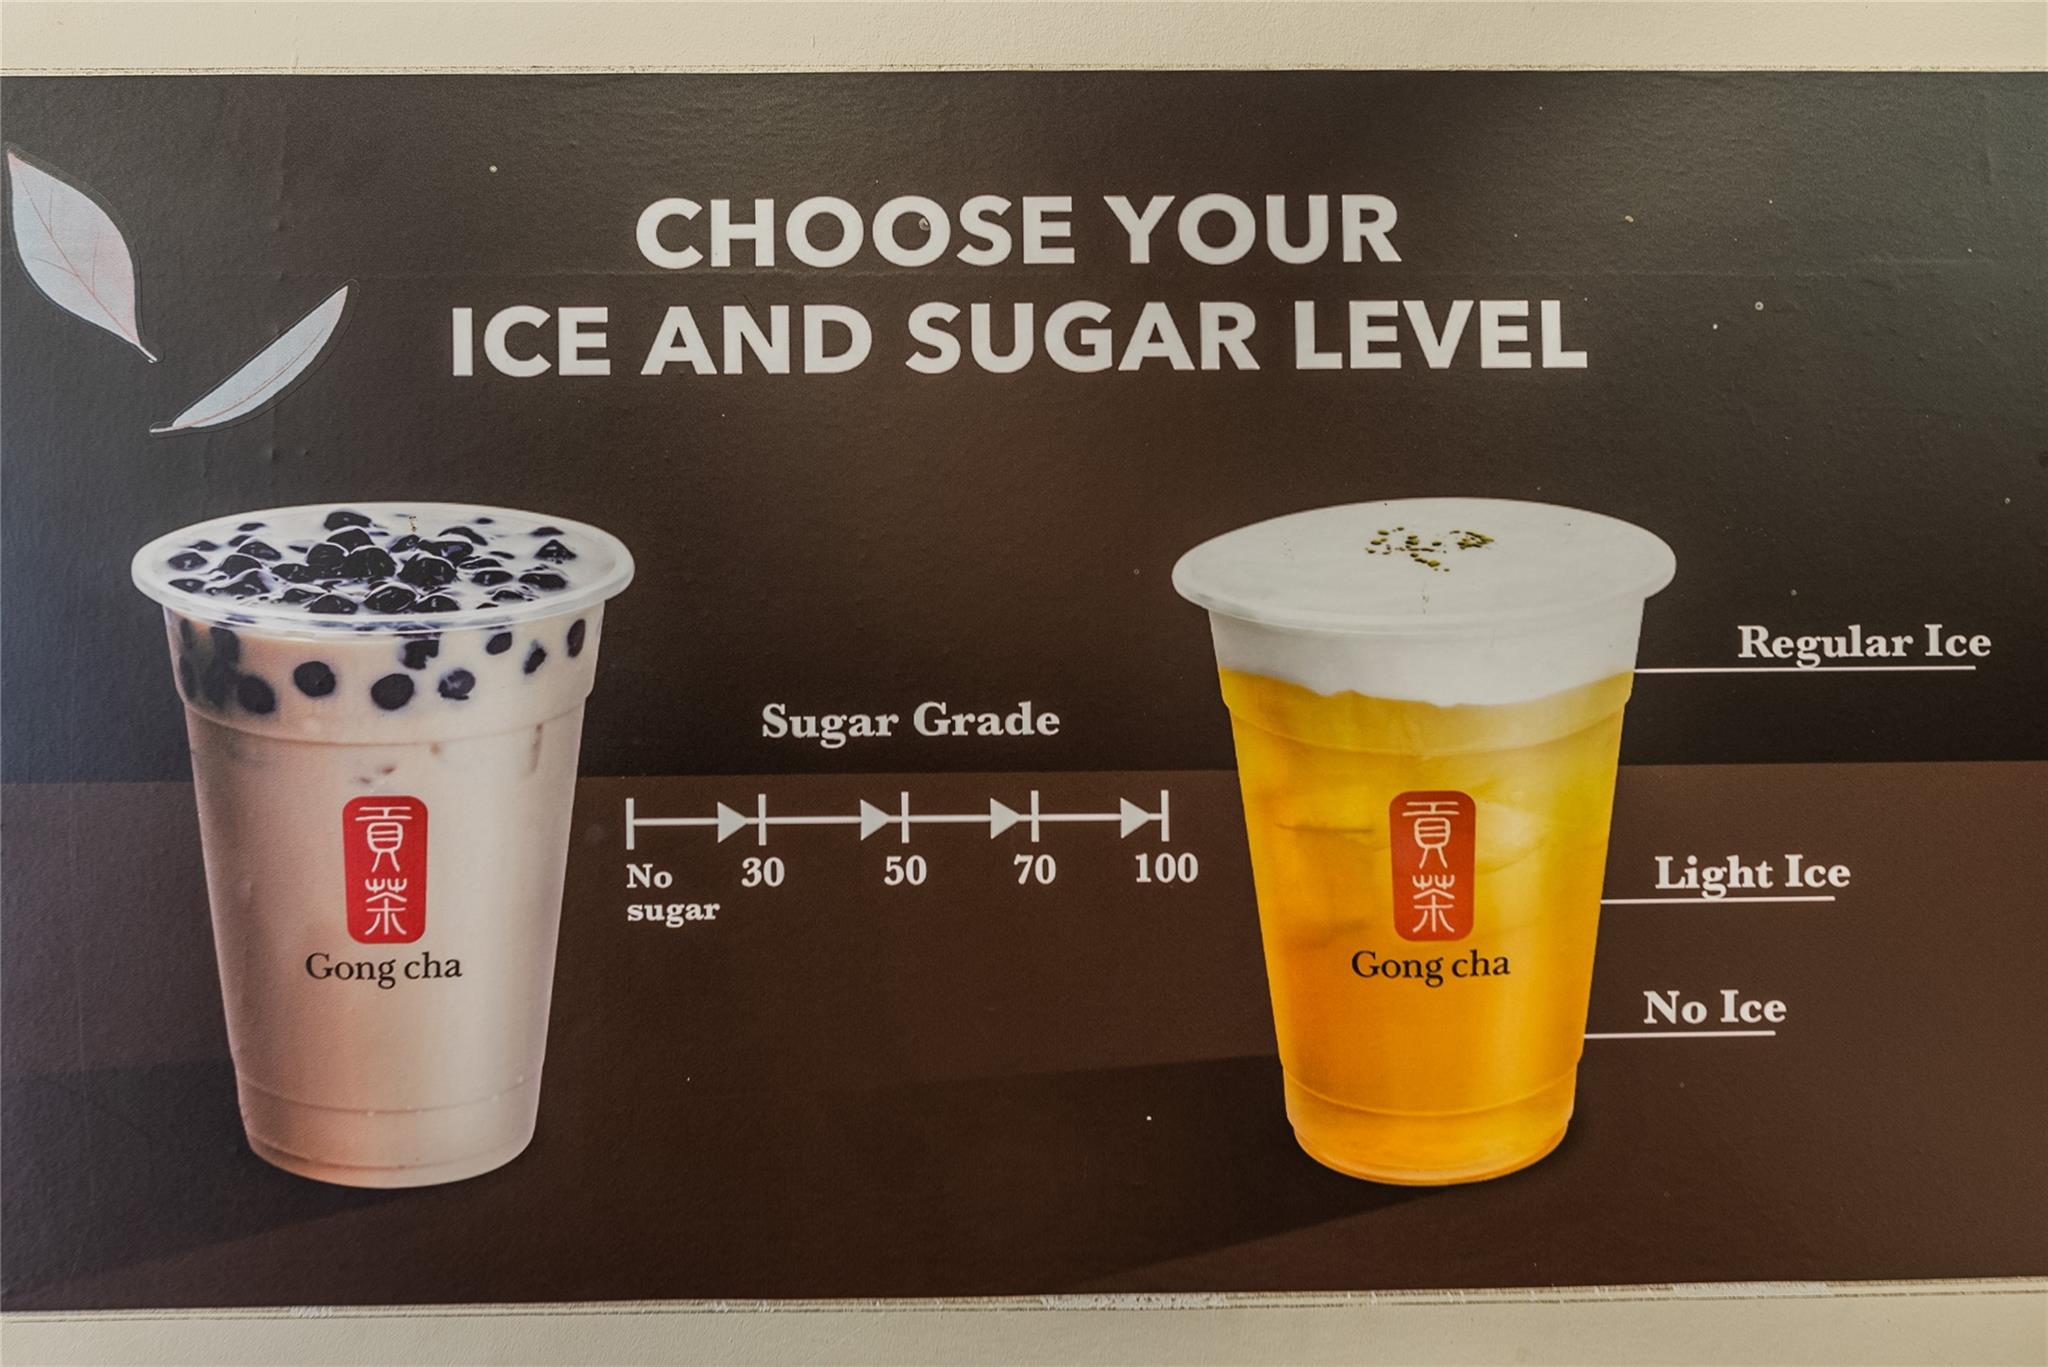 CHOOSE YOUR
ICE AND SUGAR LEVEL
Sugar Grade
No
sugar
30
50
70
100
貢
茶
Gong cha
貢
茶
Gong cha
Regular Ice
Light Ice
No Ice